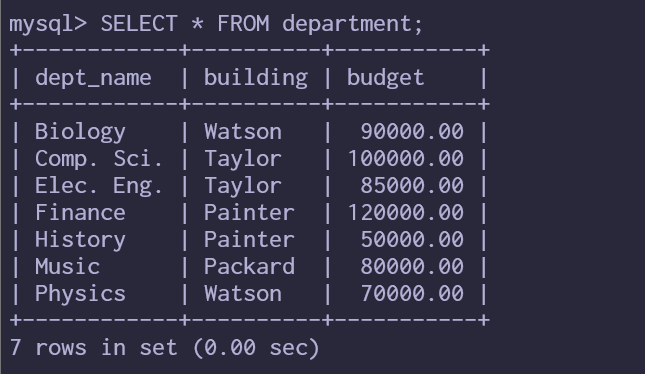 mysql> SELECT * FROM department;
+------------+----------+-----------+
| dept_name  | building | budget    |
+------------+----------+-----------+
| Biology    | Watson   |  90000.00 |
| Comp. Sci. | Taylor   | 100000.00 |
| Elec. Eng. | Taylor   |  85000.00 |
| Finance    | Painter  | 120000.00 |
| History    | Painter  |  50000.00 |
| Music      | Packard  |  80000.00 |
| Physics    | Watson   |  70000.00 |
+------------+----------+-----------+
7 rows in set (0.00 sec)